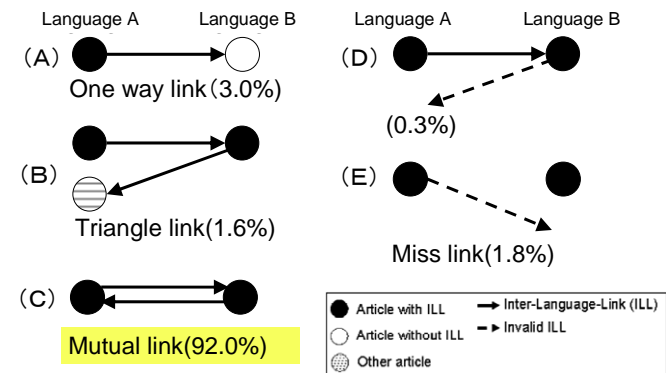 Language A Language B
(A)
One way link(3.0%)
(B)
Triangle link(1.6%)
(C)
Mutual link(92.0%)
Language A Language B
(D)
(0.3%)
(E)
Miss link(1.8%)
Article with ILL
Inter-Language-Link (ILL)
Article without ILL
Invalid ILL
Other article